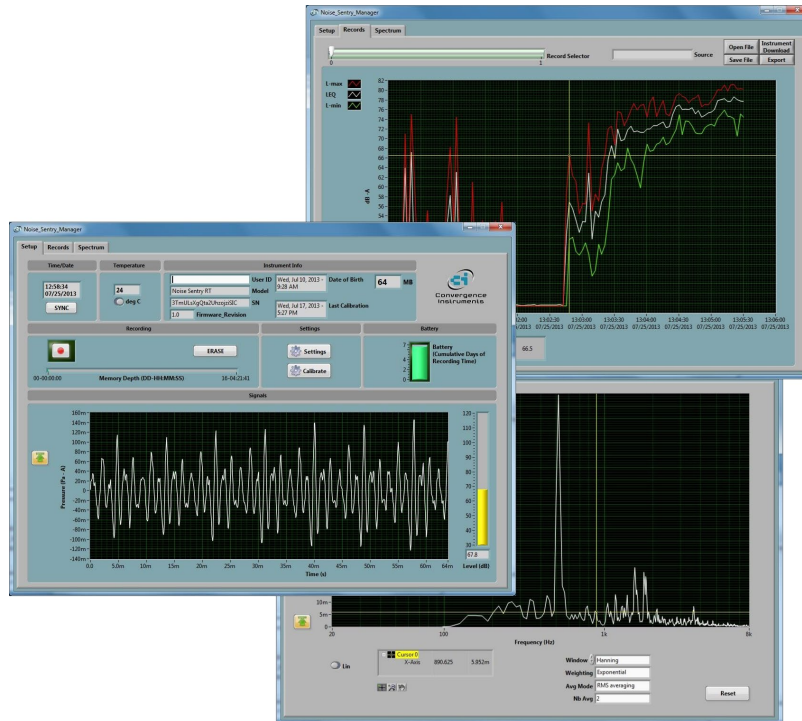 Noise_Sentry_Manager
Setup Records Spectrum
Open File Instrument Download
Record Selector Source
Save File Export
0 1
L-max
LEQ
L-min
82
80
78
76
74
72
70
68
66
64
62
60
58
56
54
dB -A
13:02:30 13:03:00 13:03:30 13:04:00 13:04:30 13:05:00 13:05:30 13:06:00
07/25/2013 07/25/2013 07/25/2013 07/25/2013 07/25/2013 07/25/2013 07/25/2013 07/25/2013
66.5
Noise_Sentry_Manager
Setup Records Spectrum
Time/Date Temperature Instrument Info
12:58:34
07/25/2013
SYNC
24
deg C
User ID
Noise Sentry RT Model
SN
1.0 Firmware_Revision
Wed, Jul 10, 2013 - 9:28 AM Date of Birth
Wed, Jul 17, 2013 - 5:27 PM Last Calibration
64 MB
Convergence
Instruments
Recording Settings Battery
ERASE
Settings
Calibrate
7
4
2
0
Battery
(Cumulative Days of
Recording Time)
00-00:00:00 Memory Depth (DD-HH:MM:SS) 16-04:21:41
Signals
160m
140m
120m
100m
80m
60m
40m
20m
0
-20m
-40m
-60m
-80m
-100m
-120m
-140m
Pressure (Pa - A)
0.0 5.0m 10m 15m 20m 25m 30m 35m 40m 45m 50m 55m 60m 64m
Time (s)
120
110
100
90
80
70
60
50
40
30
67.8
Level (dB)
10m
5m
0
20 100 1k 8k
Frequency (Hz)
Lin
Cursor 0
X-Axis 890.625 5.952m
Window Hanning
Weighting Exponential
Avg Mode RMS averaging
Nb Avg 2
Reset